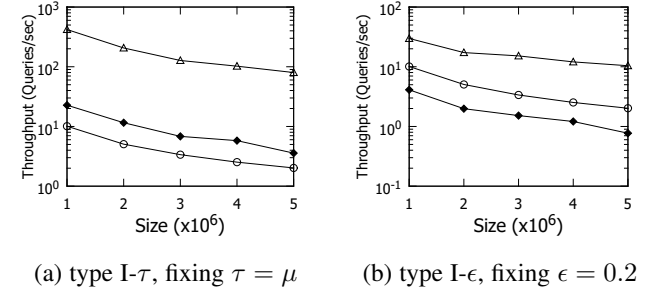 Throughput (Queries/sec)
10³
10²
10¹
10⁰
1 2 3 4 5
Size (x10⁶)
(a) type I-τ, fixing τ = μ
Throughput (Queries/sec)
10²
10¹
10⁰
10⁻¹
1 2 3 4 5
Size (x10⁶)
(b) type I-ϵ, fixing ϵ = 0.2